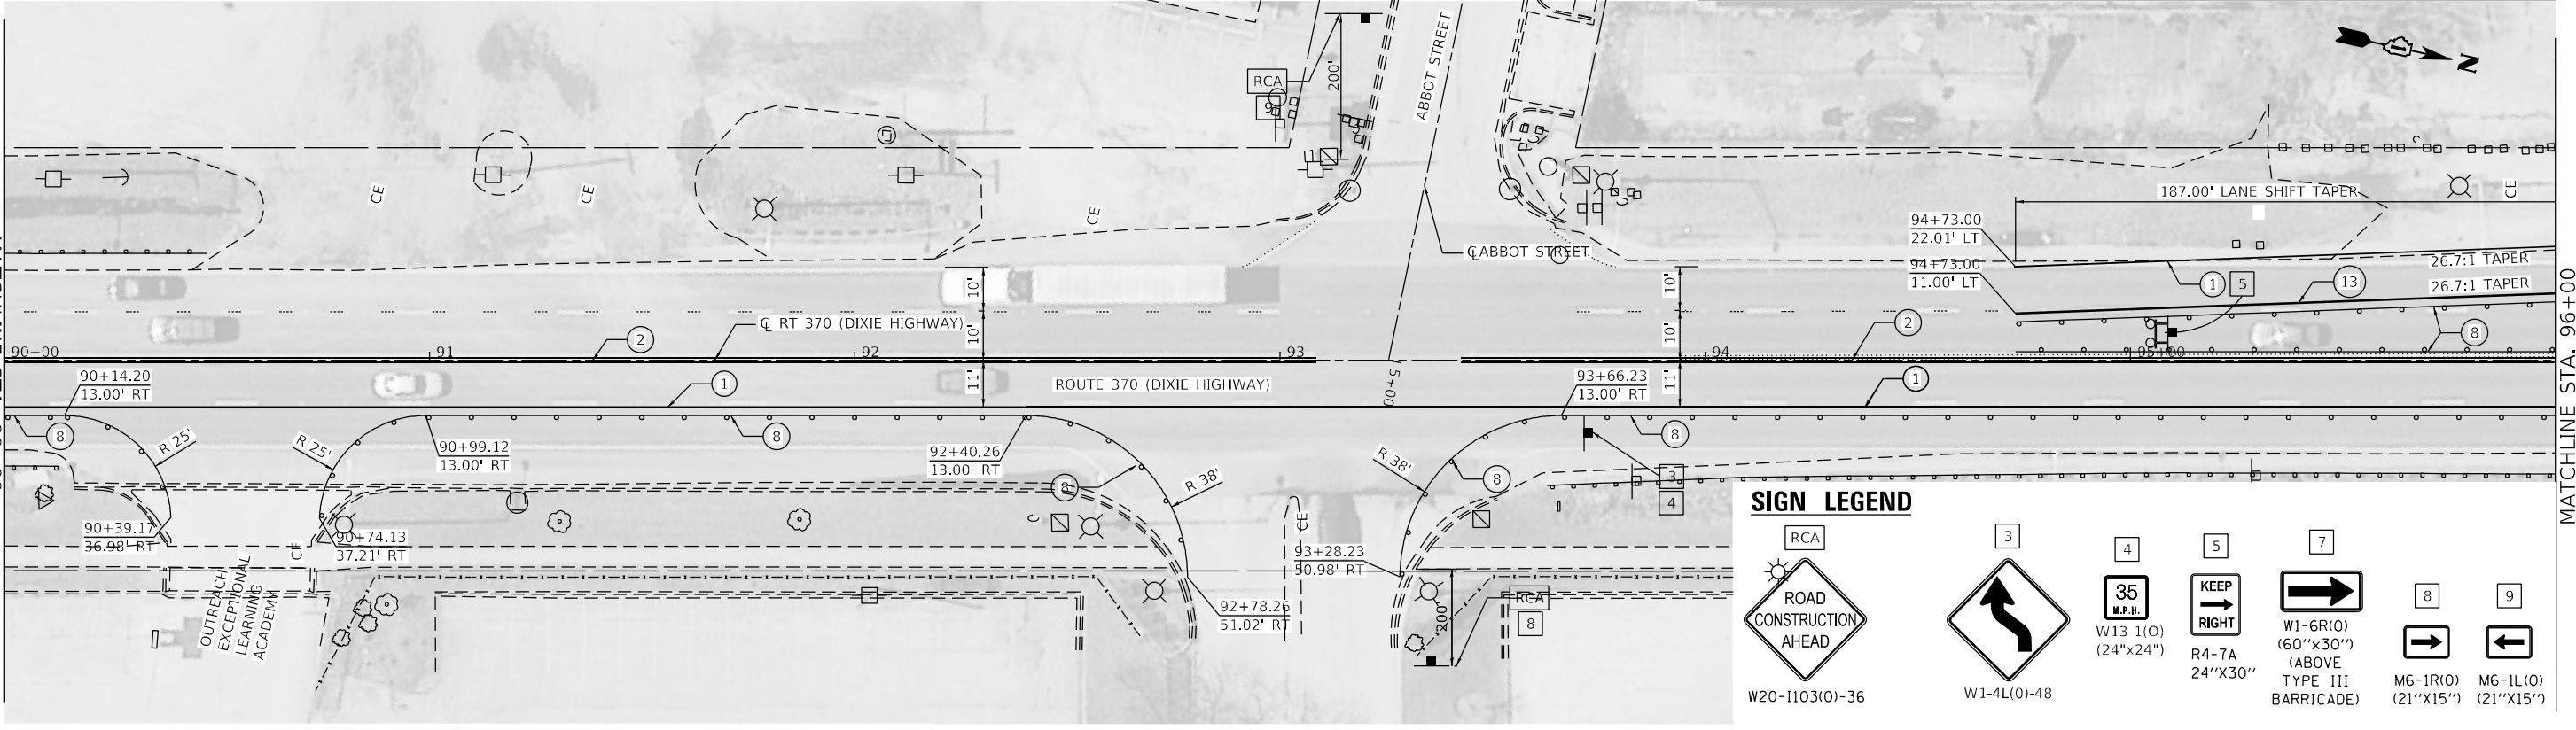 RCA
9
200'
ABBOT STREET
N
CE
CE
CE
CE
187.00' LANE SHIFT TAPER
94+73.00
22.01' LT
℄ ABBOT STREET
94+73.00
11.00' LT
26.7:1 TAPER
26.7:1 TAPER
1
5
13
8
10'
10'
11'
10'
10'
11'
℄ RT 370 (DIXIE HIGHWAY)
2
2
90+00
91
92
93
94
95+00
5+00
MATCHLINE STA. 96+00
90+14.20
13.00' RT
1
ROUTE 370 (DIXIE HIGHWAY)
93+66.23
13.00' RT
1
8
R 25'
R 25'
90+99.12
13.00' RT
8
92+40.26
13.00' RT
8
R 38'
R 38'
8
8
3
4
90+39.17
36.98' RT
90+74.13
37.21' RT
CE
CE
OUTREACH
EXCEPTIONAL
LEARNING
ACADEMY
93+28.23
50.98' RT
92+78.26
51.02' RT
RCA
8
200'
SIGN LEGEND
RCA
ROAD
CONSTRUCTION
AHEAD
W20-I103(O)-36
3
W1-4L(O)-48
4
35
M.P.H.
W13-1(O)
(24"x24")
5
KEEP
RIGHT
R4-7A
24"X30"
7
W1-6R(O)
(60"x30")
(ABOVE
TYPE III
BARRICADE)
8
M6-1R(O)
(21"X15")
9
M6-1L(O)
(21"X15")